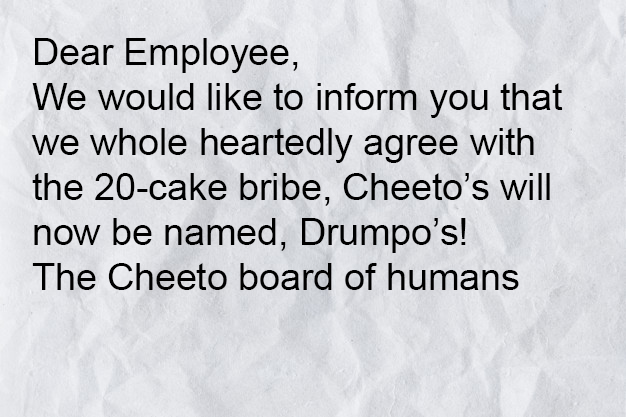 Dear Employee,
We would like to inform you that
we whole heartedly agree with
the 20-cake bribe, Cheeto’s will
now be named, Drumpo’s!
The Cheeto board of humans